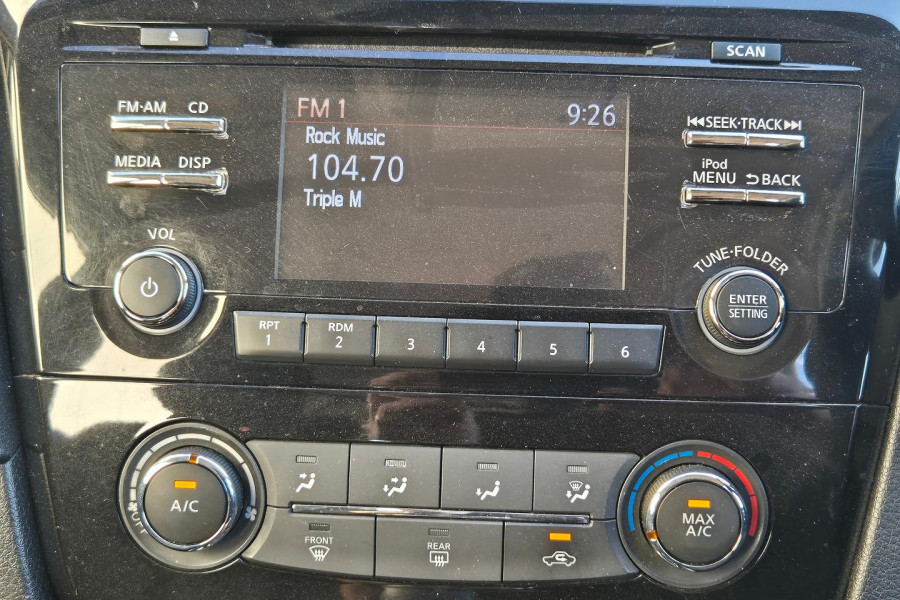 SCAN
FM·AM CD
FM 1
9:26
SEEK·TRACK
Rock Music
MEDIA DISP
104.70
iPod
MENU BACK
Triple M
VOL
TUNE·FOLDER
ENTER
SETTING
RPT
1
RDM
2
3
4
5
6
A/C
MAX
A/C
FRONT
REAR